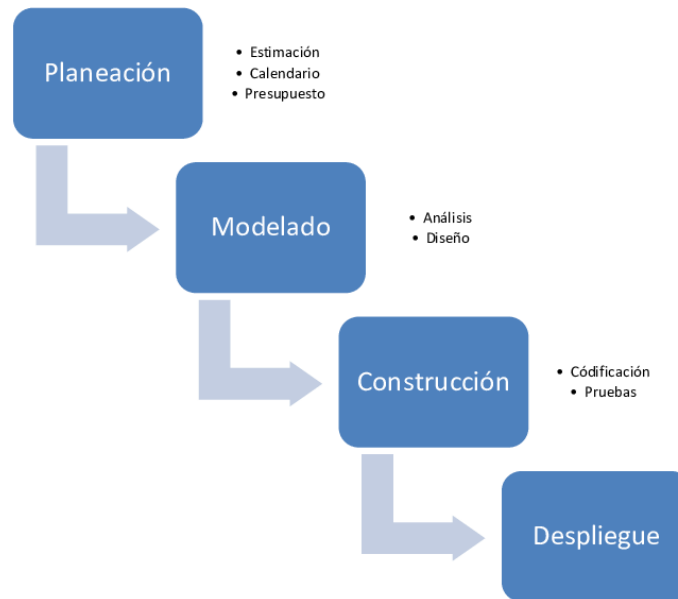 Planeación
• Estimación
• Calendario
• Presupuesto
Modelado
• Análisis
• Diseño
Construcción
• Códificación
• Pruebas
Despliegue